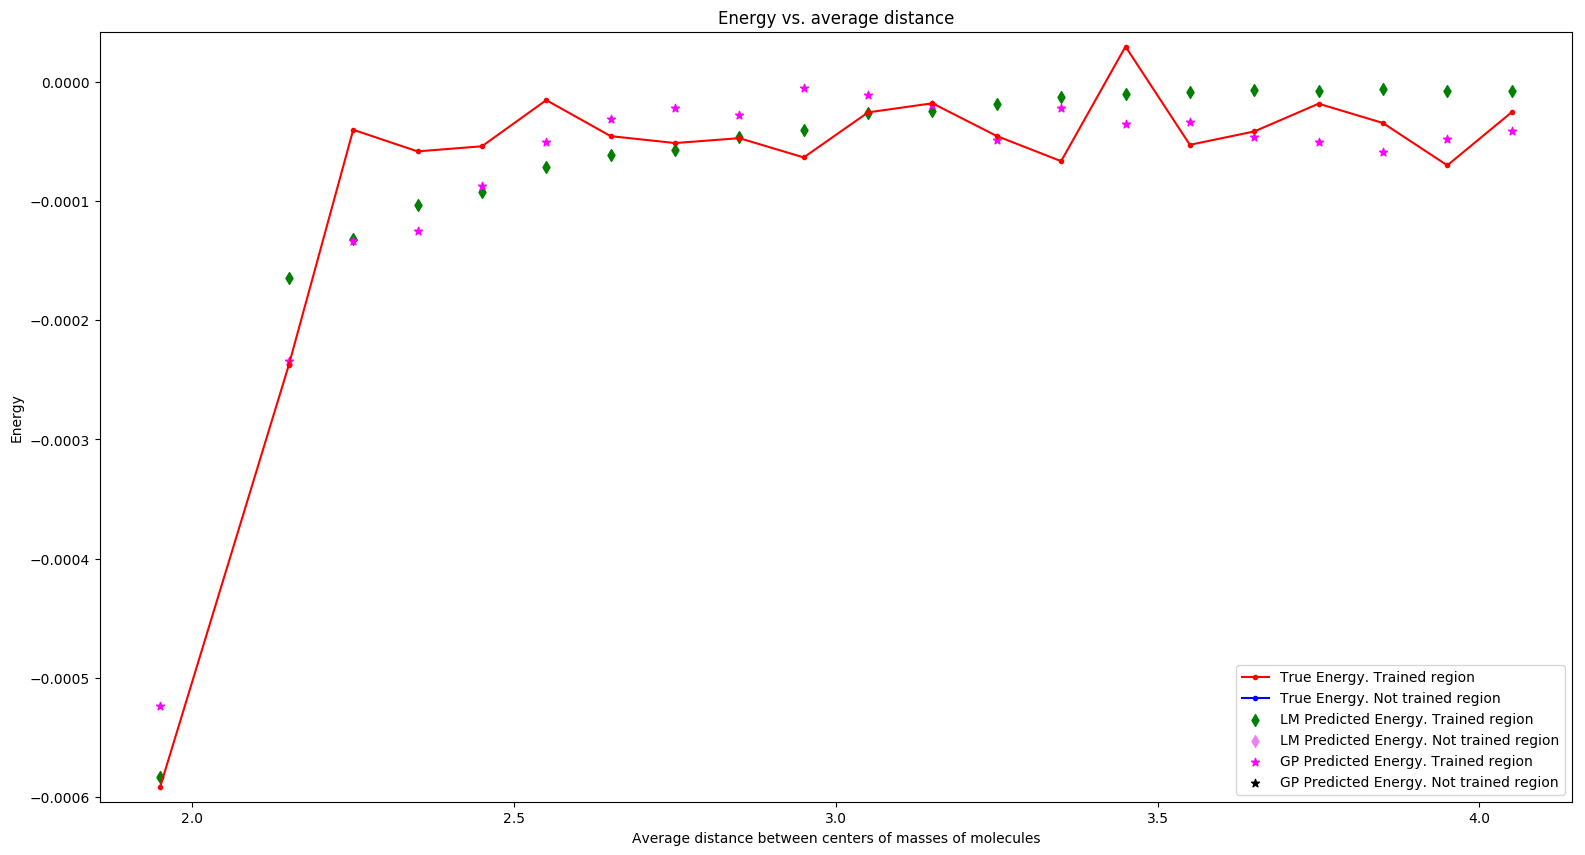 Energy vs. average distance
0.0000
−0.0001
−0.0002
−0.0003
−0.0004
−0.0005
−0.0006
Energy
2.0 2.5 3.0 3.5 4.0
Average distance between centers of masses of molecules
True Energy. Trained region
True Energy. Not trained region
LM Predicted Energy. Trained region
LM Predicted Energy. Not trained region
GP Predicted Energy. Trained region
GP Predicted Energy. Not trained region